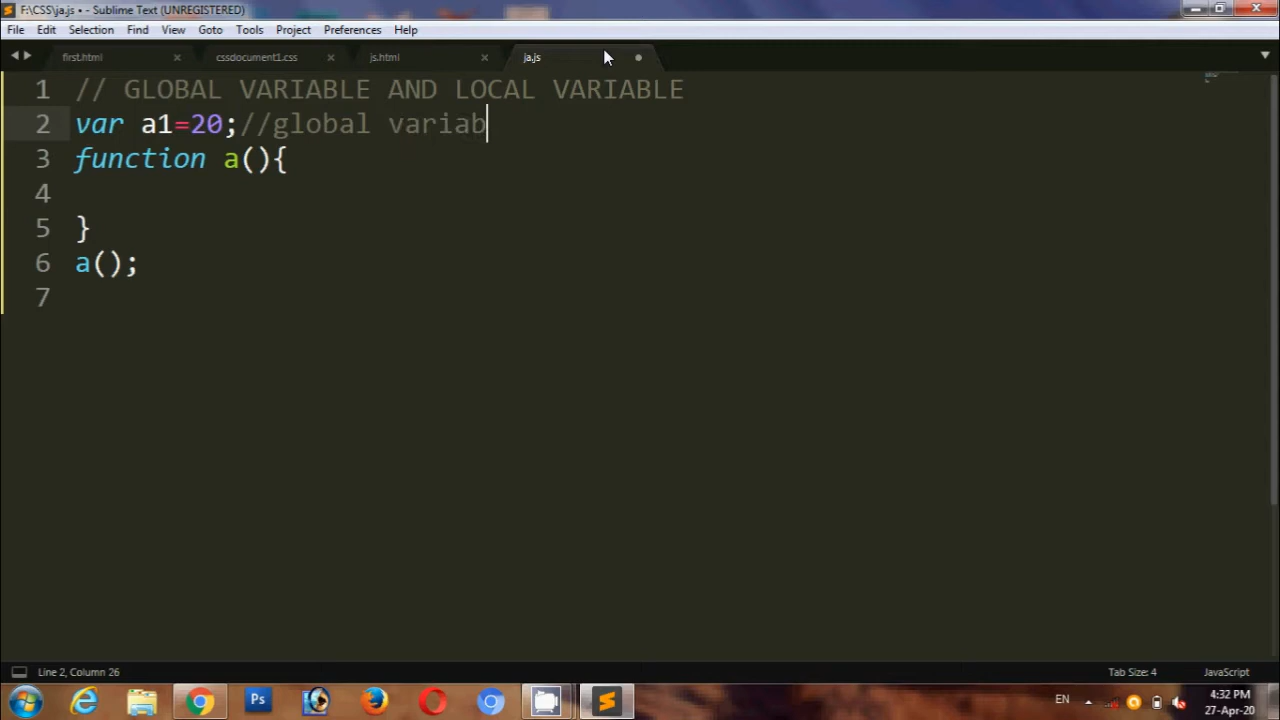 F:\CSS\ja.js • - Sublime Text (UNREGISTERED)
File Edit Selection Find View Goto Tools Project Preferences Help
first.html × cssdocument1.css × js.html × ja.js
1 // GLOBAL VARIABLE AND LOCAL VARIABLE
2 var a1=20;//global variab
3 function a(){
4
5 }
6 a();
7
Line 2, Column 26 Tab Size: 4 JavaScript
Ps EN 4:32 PM
27-Apr-20